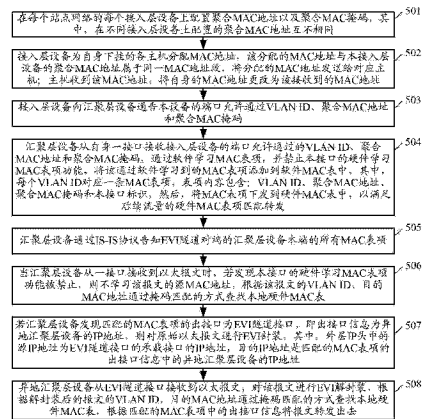 在每个站点网络的每个接入层设备上配置聚合MAC地址以及聚合MAC掩码，其
中，在不同接入层设备上配置的聚合MAC地址互不相同
501
接入层设备为自身下挂的各主机分配MAC地址，该分配的MAC地址与本接入层
设备的聚合MAC地址属于同一MAC地址段，将分配的MAC地址发送给对应主
机；主机收到该MAC地址，将自身的MAC地址更改为该接收到的MAC地址
502
接入层设备向汇聚层设备通告本设备的端口允许通过VLAN ID、聚合MAC地址
和聚合MAC掩码
503
汇聚层设备从自身一接口接收接入层设备的端口允许通过的VLAN ID、聚合
MAC地址和聚合MAC掩码，通过软件学习MAC表项，并禁止本接口的硬件学习
MAC表项功能，将该通过软件学习到的MAC表项添加到软件MAC表中，其中，
每个VLAN ID对应一条MAC表项，表项内容包含：VLAN ID、聚合MAC地址、
聚合MAC掩码和本接口标识，然后，将MAC表项下发到硬件MAC表中，以满足
后续流量的硬件MAC表项匹配转发
504
汇聚层设备通过IS-IS协议告知EVI隧道对端的汇聚层设备本端的所有MAC表项
505
当汇聚层设备从一接口接收到以太报文时，若发现本接口的硬件学习MAC表项
功能被禁止，则不学习该报文的源MAC地址，根据该报文的VLAN ID、目的
MAC地址通过掩码匹配的方式查找本地硬件MAC表
506
若汇聚层设备发现匹配的MAC表项的出接口为EVI隧道接口，即出接口信息为异
地汇聚层设备的IP地址，则对原始以太报文进行EVI封装，其中，外层IP头中的
源IP地址为EVI隧道接口的承载接口的IP地址，目的IP地址是匹配的MAC表项的
出接口信息中的异地汇聚层设备的IP地址
507
异地汇聚层设备从EVI隧道接口接收到以太报文，对该报文进行EVI解封装，根
据解封装后的报文的VLAN ID、目的MAC地址通过掩码匹配的方式查找本地硬
件MAC表，根据匹配的MAC表项中的出接口信息将报文转发出去
508